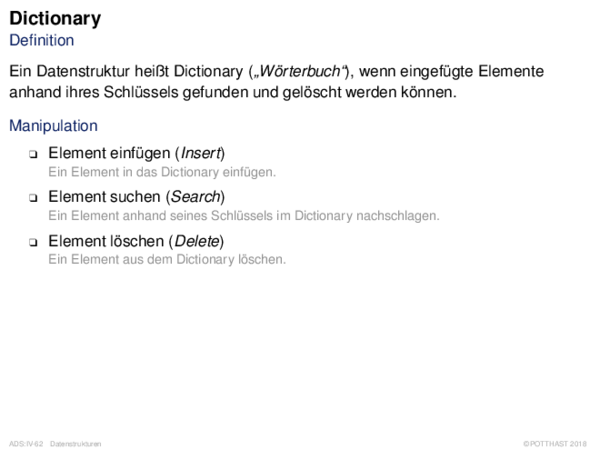 Dictionary
Definition
Ein Datenstruktur heißt Dictionary („Wörterbuch“), wenn eingefügte Elemente
anhand ihres Schlüssels gefunden und gelöscht werden können.
Manipulation
❑ Element einfügen (Insert)
Ein Element in das Dictionary einfügen.
❑ Element suchen (Search)
Ein Element anhand seines Schlüssels im Dictionary nachschlagen.
❑ Element löschen (Delete)
Ein Element aus dem Dictionary löschen.
ADS:IV-62 Datenstrukturen
©POTTHAST 2018